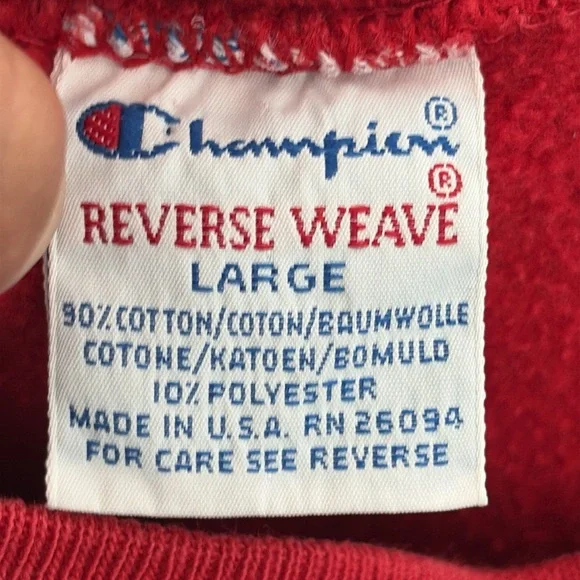 Champion®
REVERSE WEAVE®
LARGE
90% COTTON/COTON/BAUMWOLLE
COTONE/KATOEN/BOMULD
10% POLYESTER
MADE IN U.S.A. RN 26094
FOR CARE SEE REVERSE